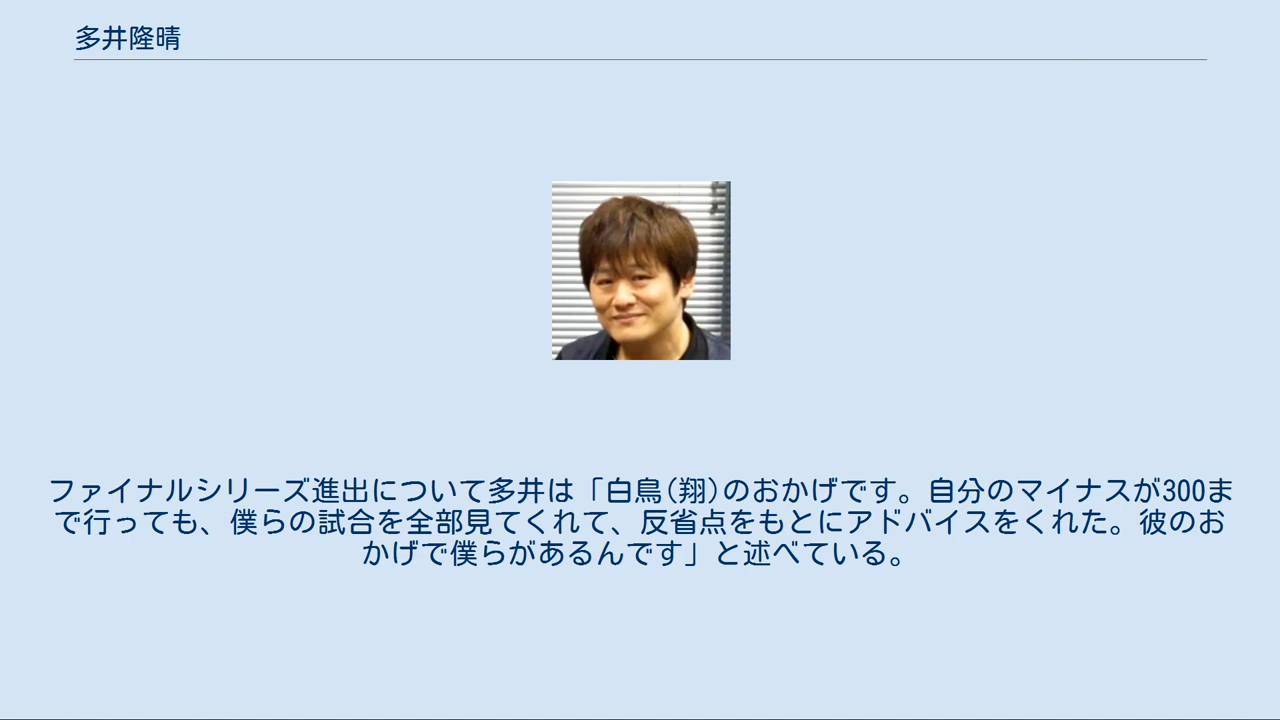 多井隆晴
ファイナルシリーズ進出について多井は「白鳥(翔)のおかげです。自分のマイナスが300ま
で行っても、僕らの試合を全部見てくれて、反省点をもとにアドバイスをくれた。彼のお
かげで僕らがあるんです」と述べている。